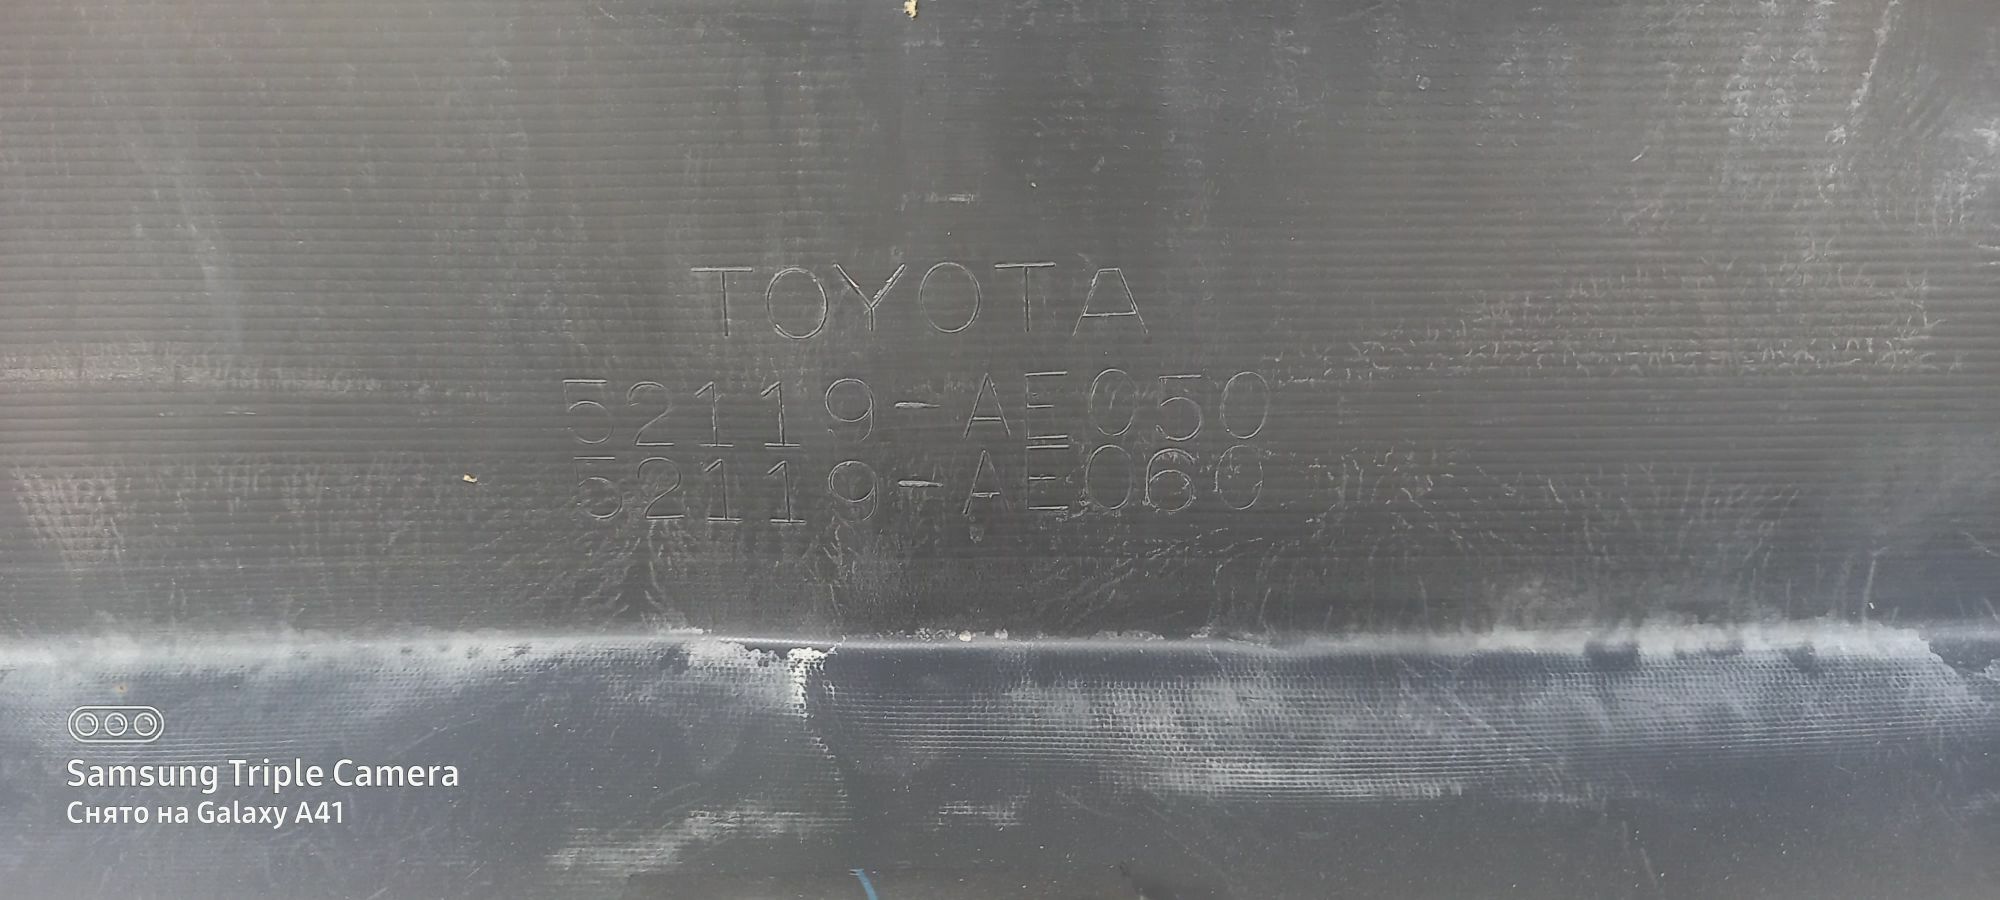 TOYOTA
52119-AE050
52119-AE060
Samsung Triple Camera
Снято на Galaxy A41